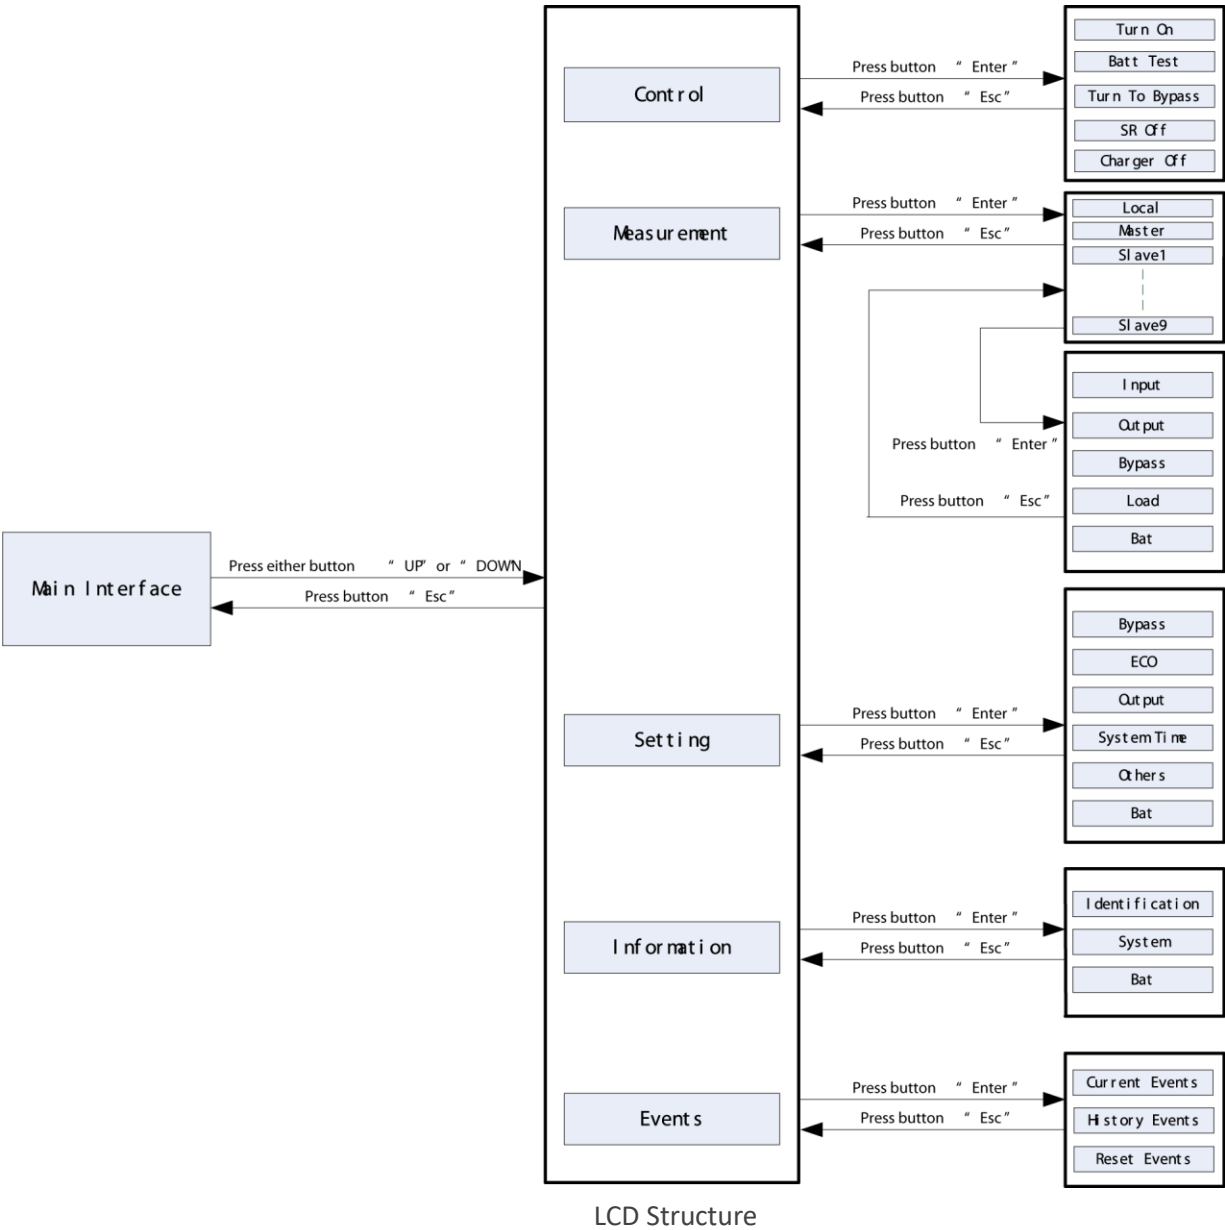 Main Interface
Press either button “ UP” or “ DOWN
Press button “ Esc”
Control
Press button “ Enter ”
Press button “ Esc”
Turn On
Batt Test
Turn To Bypass
SR Off
Charger Off
Measurement
Press button “ Enter ”
Press button “ Esc”
Local
Master
Slave1
Slave9
Press button “ Enter ”
Press button “ Esc”
Input
Output
Bypass
Load
Bat
Setting
Press button “ Enter ”
Press button “ Esc”
Bypass
ECO
Output
System Time
Others
Bat
Information
Press button “ Enter ”
Press button “ Esc”
Identification
System
Bat
Events
Press button “ Enter ”
Press button “ Esc”
Current Events
History Events
Reset Events
LCD Structure